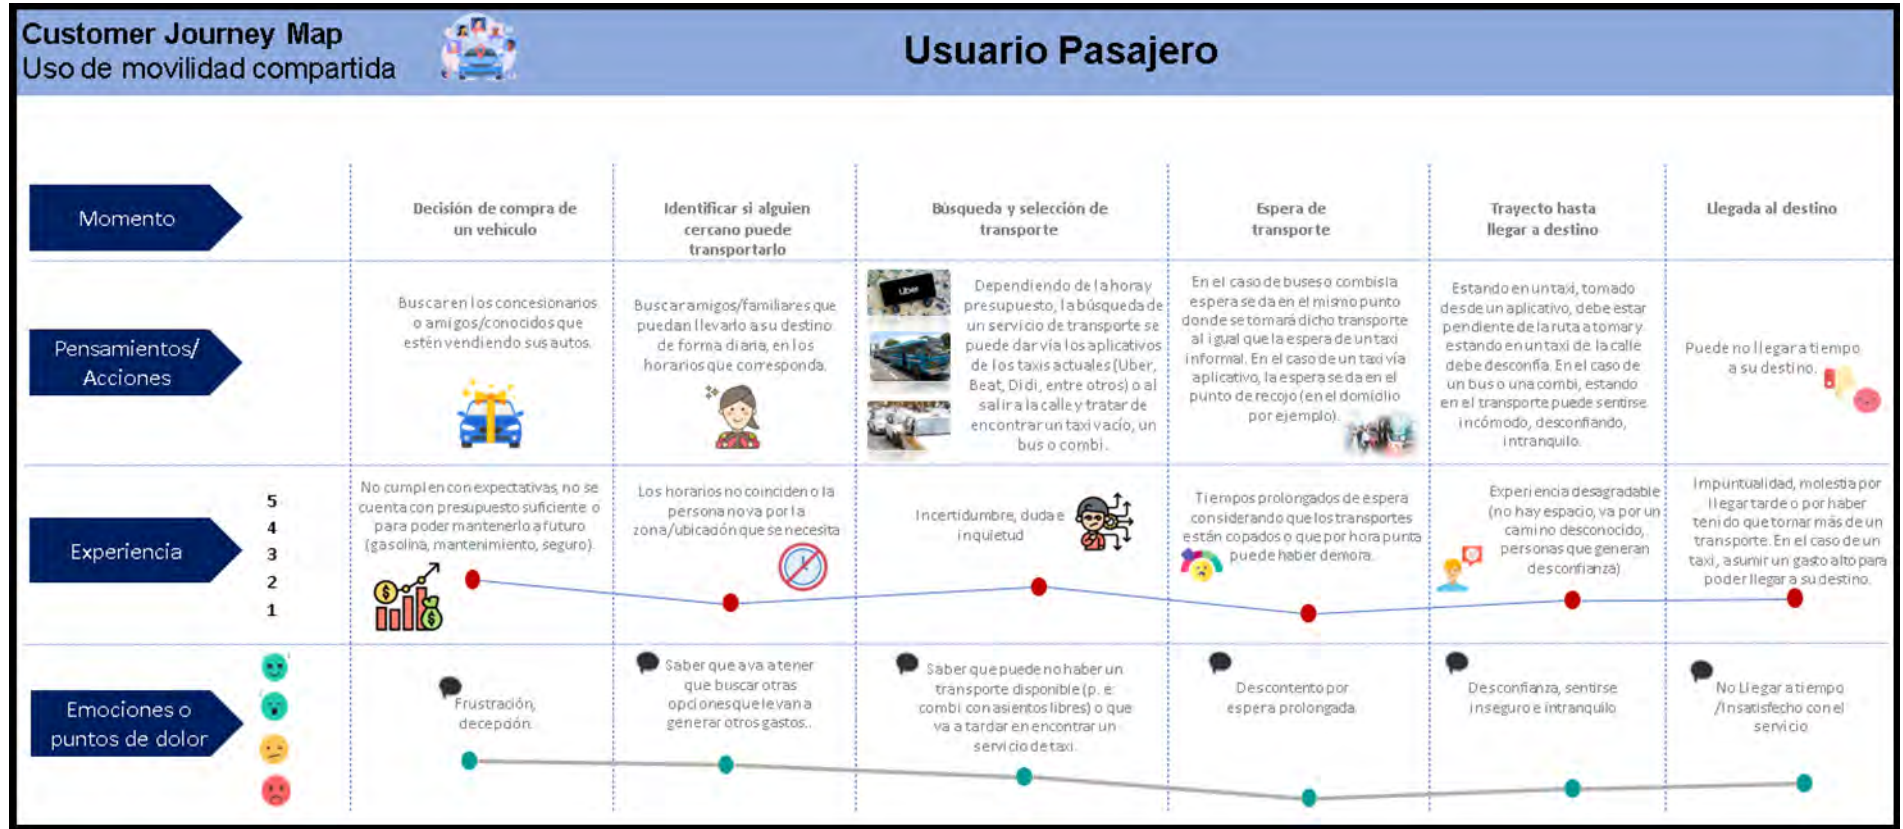 Customer Journey Map
Uso de movilidad compartida
Usuario Pasajero
Momento
Decisión de compra de
un vehículo
Identificar si alguien
cercano puede
transportarlo
Búsqueda y selección de
transporte
Espera de
transporte
Trayecto hasta
llegar a destino
Llegada al destino
Pensamientos/
Acciones
Buscar en los concesionarios
o amigos/conocidos que
estén vendiendo sus autos.
Buscar amigos/familiares que
puedan llevarlo a su destino
de forma diaria, en los
horarios que corresponda.
Uber
Dependiendo de la hora y
presupuesto, la búsqueda de
un servicio de transporte se
puede dar vía los aplicativos
de los taxis actuales (Uber,
Beat, Didi, entre otros) o al
salir a la calle y tratar de
encontrar un taxi vacío, un
bus o combi.
En el caso de buses o combis la
espera se da en el mismo punto
donde se tomará dicho transporte
al igual que la espera de un taxi
informal. En el caso de un taxi vía
aplicativo, la espera se da en el
punto de recojo (en el domicilio
por ejemplo).
Estando en un taxi, tomado
desde un aplicativo, debe estar
pendiente de la ruta a tomar y
estando en un taxi de la calle
debe desconfía. En el caso de
un bus o una combi, estando
en el transporte puede sentirse
incómodo, desconfiando,
intranquilo.
Puede no llegar a tiempo
a su destino.
Experiencia
5
4
3
2
1
No cumplen con expectativas, no se
cuenta con presupuesto suficiente o
para poder mantenerlo a futuro
(gasolina, mantenimiento, seguro).
Los horarios no coinciden o la
persona no va por la
zona/ubicación que se necesita
Incertidumbre, duda e
inquietud
Tiempos prolongados de espera
considerando que los transportes
están copados o que por hora punta
puede haber demora.
Experiencia desagradable
(no hay espacio, va por un
camino desconocido,
personas que generan
desconfianza)
Impuntualidad, molestia por
llegar tarde o por haber
tenido que tomar más de un
transporte. En el caso de un
taxi, asumir un gasto alto para
poder llegar a su destino.
Emociones o
puntos de dolor
Frustración,
decepción.
Saber que a va a tener
que buscar otras
opciones que le van a
generar otros gastos..
Saber que puede no haber un
transporte disponible (p. e:
combi con asientos libres) o que
va a tardar en encontrar un
servicio de taxi.
Descontento por
espera prolongada
Desconfianza, sentirse
inseguro e intranquilo
No Llegar a tiempo
/Insatisfecho con el
servicio